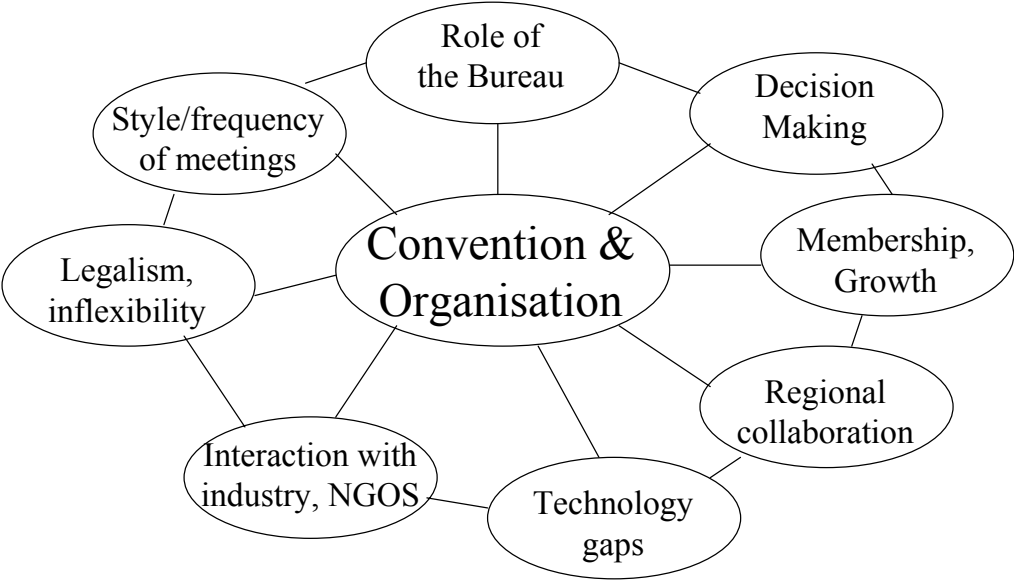 Role of
the Bureau
Decision
Making
Style/frequency
of meetings
Membership,
Growth
Convention &
Organisation
Legalism,
inflexibility
Regional
collaboration
Interaction with
industry, NGOS
Technology
gaps